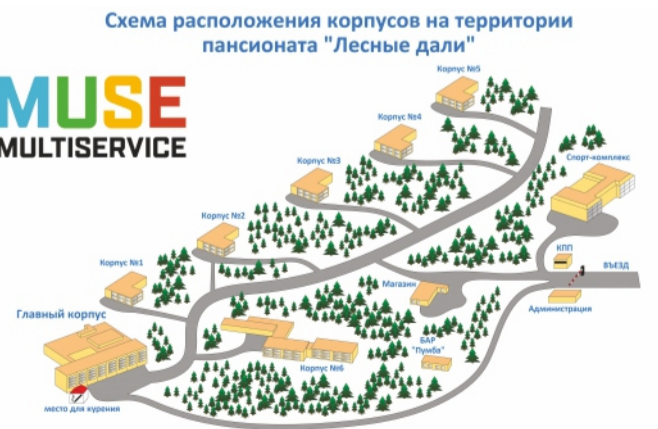 Схема расположения корпусов на территории
пансионата "Лесные дали"
MUSE
MULTISERVICE
Корпус №5
Корпус №4
Спорт-комплекс
Корпус №3
Корпус №2
КПП
ВЪЕЗД
Корпус №1
Магазин
Администрация
Главный корпус
БАР
"Пумба"
Корпус №6
место для курения